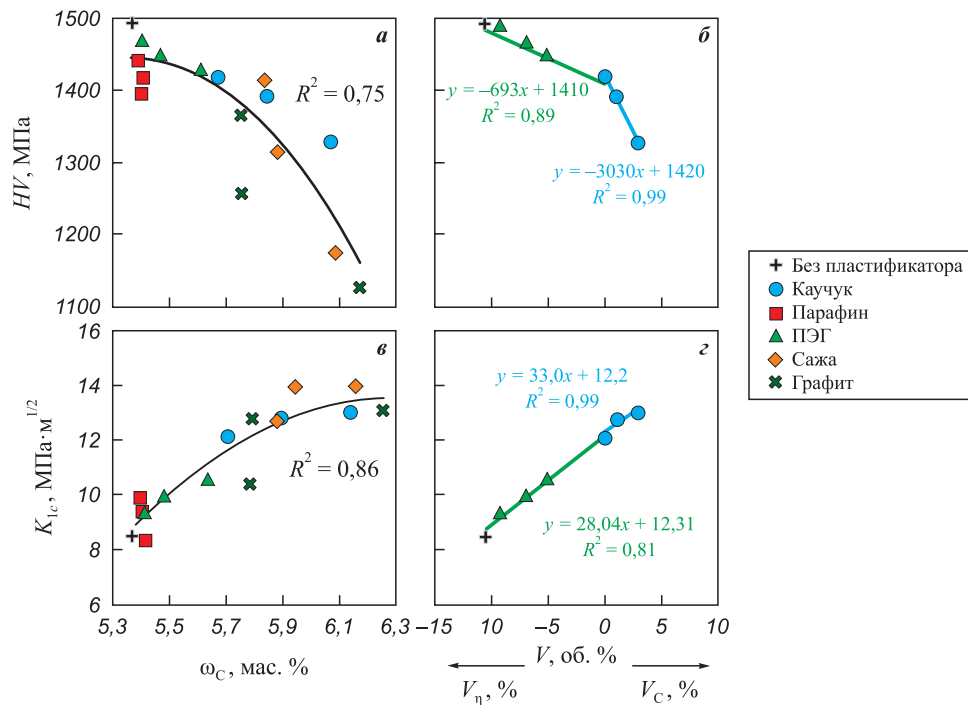 1500
а
б
1400
R² = 0,75
y = –693x + 1410
R² = 0,89
HV, МПа
1300
y = –3030x + 1420
R² = 0,99
1200
1100
Без пластификатора
Каучук
Парафин
ПЭГ
Сажа
Графит
16
в
г
14
y = 33,0x + 12,2
R² = 0,99
12
K₁c, МПа·м^1/2
R² = 0,86
10
y = 28,04x + 12,31
R² = 0,81
8
6
5,3 5,5 5,7 5,9 6,1 6,3
–15 10 –5 0 5 10
ωC, мас. %
V, об. %
Vη, %
VC, %